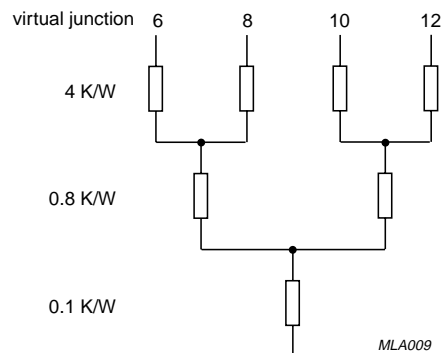 virtual junction 6 8 10 12
4 K/W
0.8 K/W
0.1 K/W
MLA009